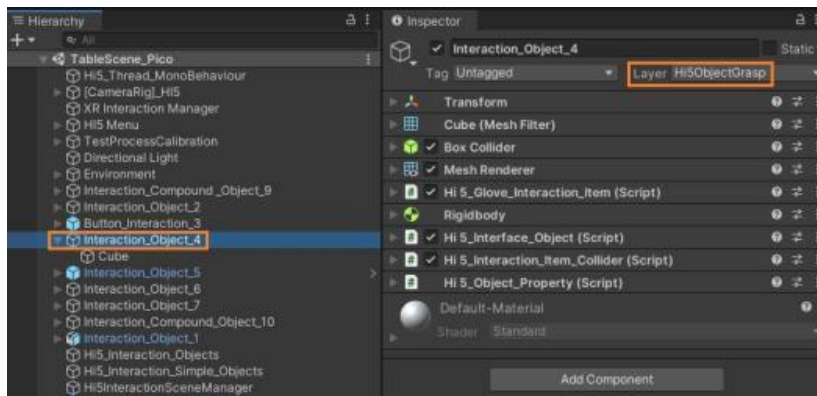 Hierarchy
All
TableScene_Pico
Hi5_Thread_MonoBehaviour
[CameraRig]_HI5
XR Interaction Manager
HI5 Menu
TestProcessCalibration
Directional Light
Environment
Interaction_Compound _Object_9
Interaction_Object_2
Button_Interaction_3
Interaction_Object_4
Cube
Interaction_Object_5
Interaction_Object_6
Interaction_Object_7
Interaction_Compound_Object_10
Interaction_Object_1
Hi5_Interaction_Objects
Hi5_Interaction_Simple_Objects
Hi5InteractionSceneManager
Inspector
Interaction_Object_4 Static
Tag Untagged Layer Hi5ObjectGrasp
Transform
Cube (Mesh Filter)
Box Collider
Mesh Renderer
Hi 5_Glove_Interaction_Item (Script)
Rigidbody
Hi 5_Interface_Object (Script)
Hi 5_Interaction_Item_Collider (Script)
Hi 5_Object_Property (Script)
Default-Material
Shader Standard
Add Component